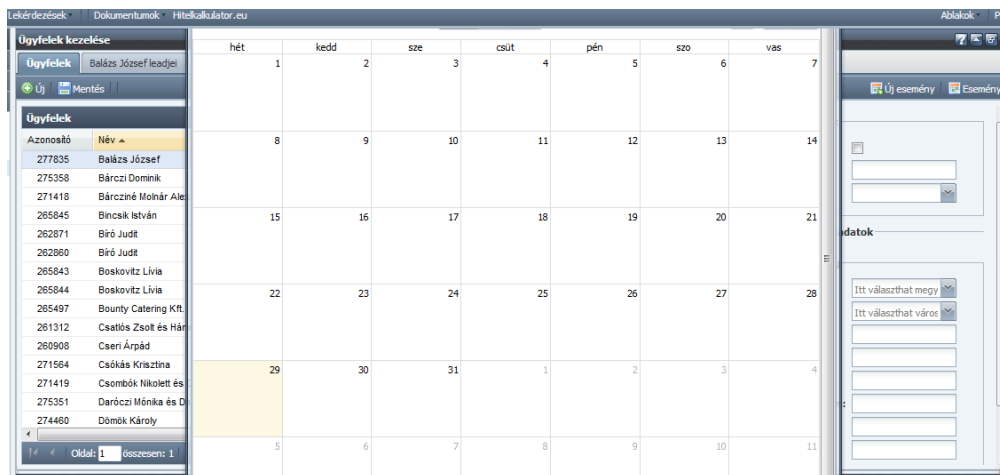 Lekérdezések Dokumentumok Hitelkalkulator.eu Ablakok
Ügyfelek kezelése
Ügyfelek Balázs József leadjei
Új Mentés Új esemény Esemény
Ügyfelek
Azonosító Név
277835 Balázs József
275358 Bárczi Dominik
271418 Bárcziné Molnár Ale
265845 Bincsik István
262871 Bíró Judit
262860 Bíró Judit
265843 Boskovitz Lívia
265844 Boskovitz Lívia
265497 Bounty Catering Kft.
261312 Csatlós Zsolt és Hár
260908 Cseri Árpád
271564 Csókás Krisztina
271419 Csombók Nikolett és
275351 Daróczi Mónika és D
274460 Dömök Károly
Oldal: 1 összesen: 1
hét kedd sze csüt pén szo vas
1 2 3 4 5 6 7
8 9 10 11 12 13 14
15 16 17 18 19 20 21
22 23 24 25 26 27 28
29 30 31 1 2 3 4
5 6 7 8 9 10 11
adatok
Itt választhat megy
Itt választhat város